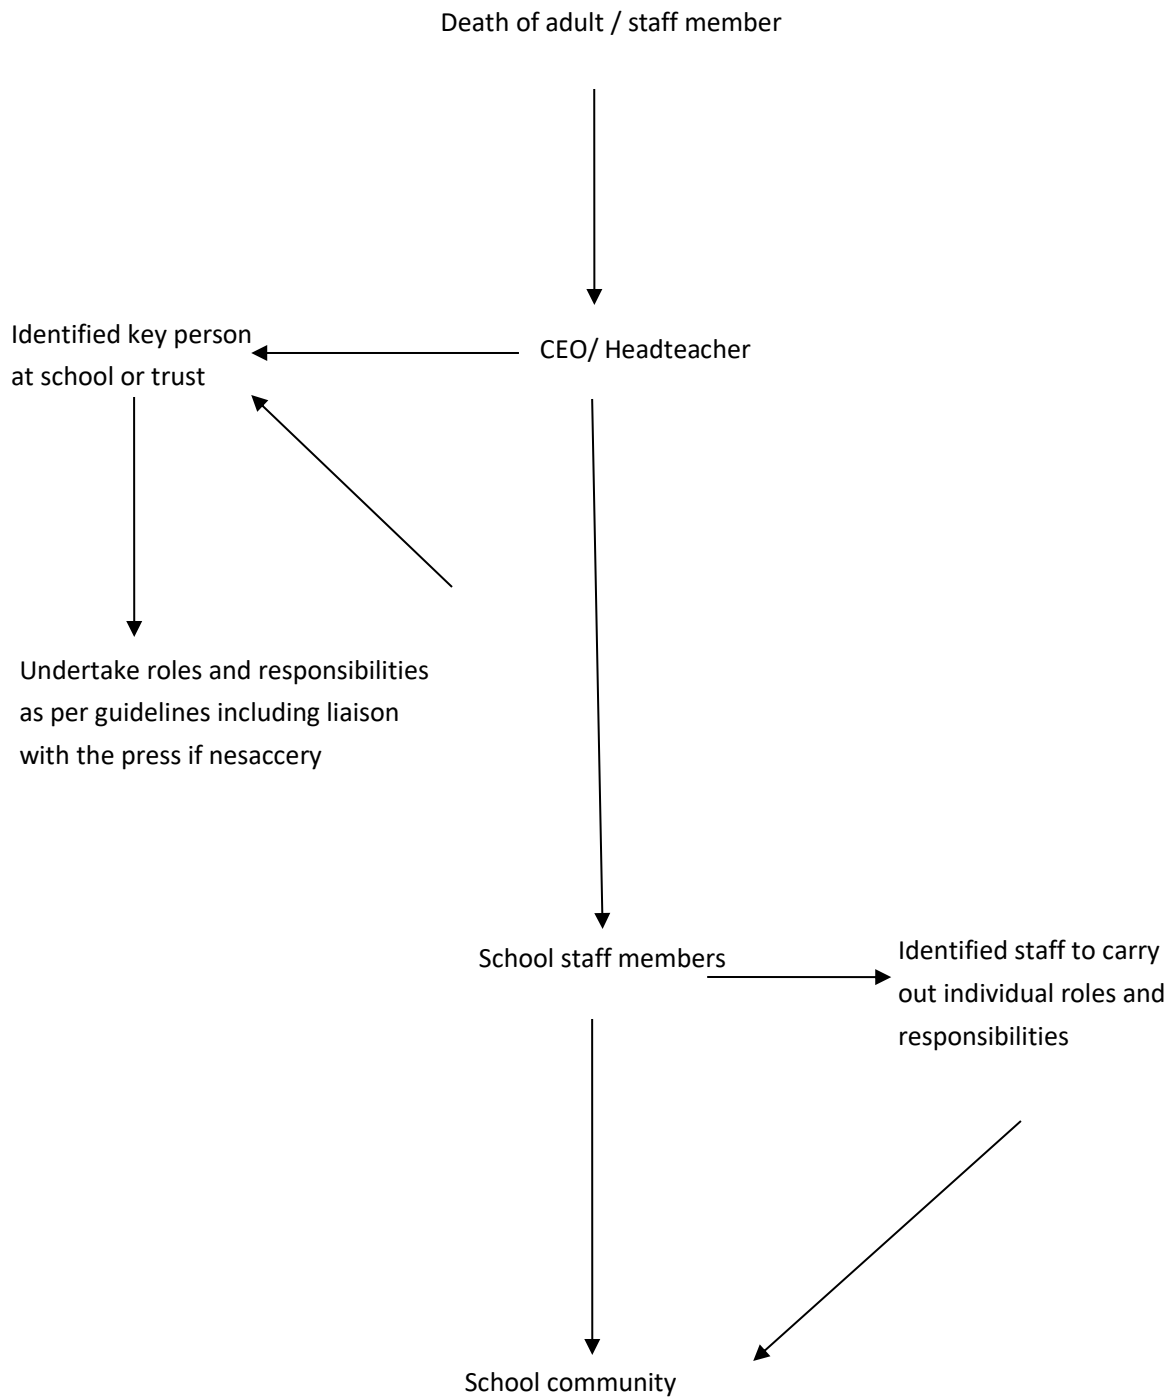 Death of adult / staff member
Identified key person
at school or trust
CEO/ Headteacher
Undertake roles and responsibilities
as per guidelines including liaison
with the press if nesaccery
School staff members
Identified staff to carry
out individual roles and
responsibilities
School community